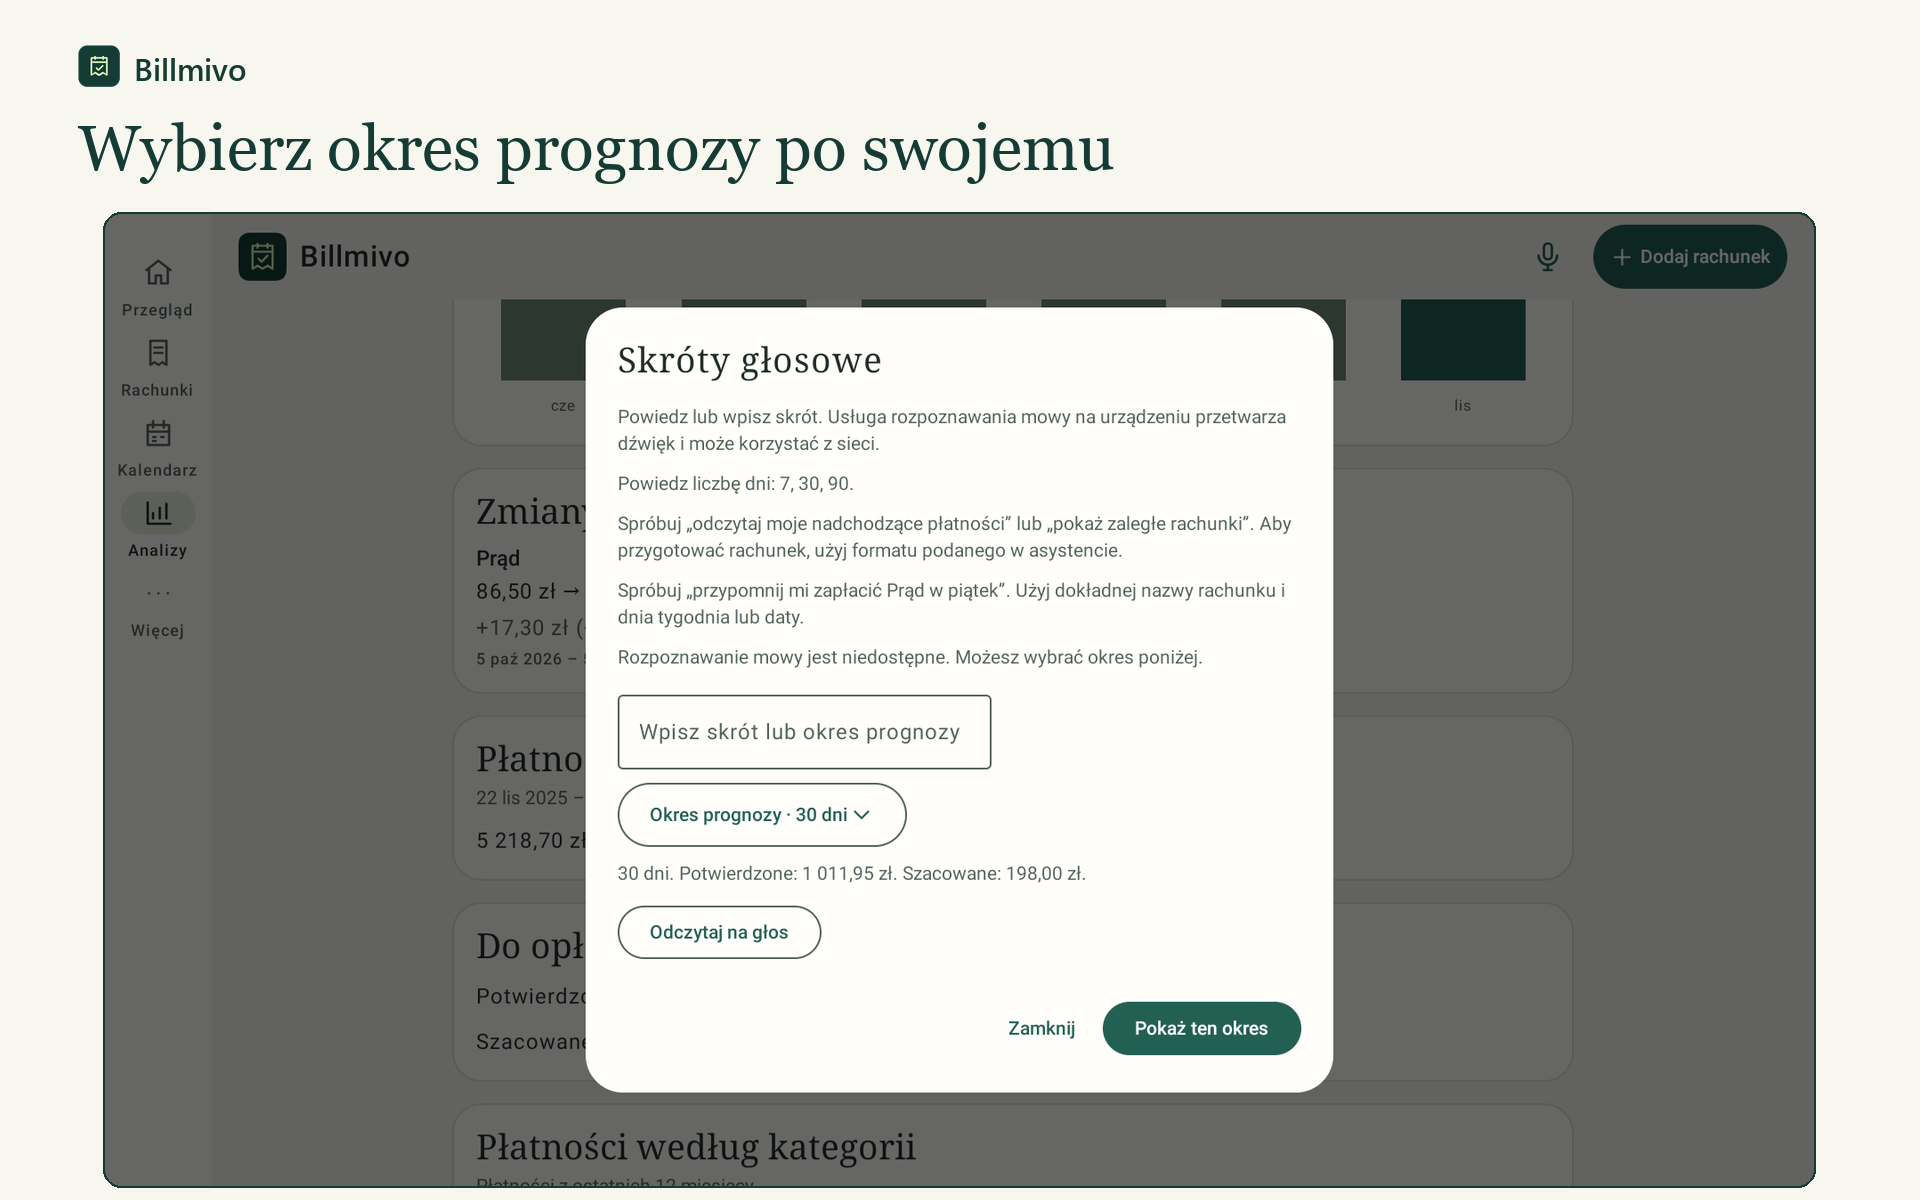 Billmivo
Wybierz okres prognozy po swojemu
Billmivo
Dodaj rachunek
Przegląd
Rachunki
Kalendarz
Analizy
Więcej
cze
lis
Skróty głosowe
Powiedz lub wpisz skrót. Usługa rozpoznawania mowy na urządzeniu przetwarza
dźwięk i może korzystać z sieci.
Powiedz liczbę dni: 7, 30, 90.
Spróbuj „odczytaj moje nadchodzące płatności” lub „pokaż zaległe rachunki”. Aby
przygotować rachunek, użyj formatu podanego w asystencie.
Spróbuj „przypomnij mi zapłacić Prąd w piątek”. Użyj dokładnej nazwy rachunku i
dnia tygodnia lub daty.
Rozpoznawanie mowy jest niedostępne. Możesz wybrać okres poniżej.
Wpisz skrót lub okres prognozy
Okres prognozy · 30 dni
30 dni. Potwierdzone: 1 011,95 zł. Szacowane: 198,00 zł.
Odczytaj na głos
Zamknij
Pokaż ten okres
Prąd
86,50 zł →
+17,30 zł
5 paź 2026 –
22 lis 2025 –
5 218,70 zł
Do
Płatności według kategorii
Płatności z ostatnich 12 miesięcy